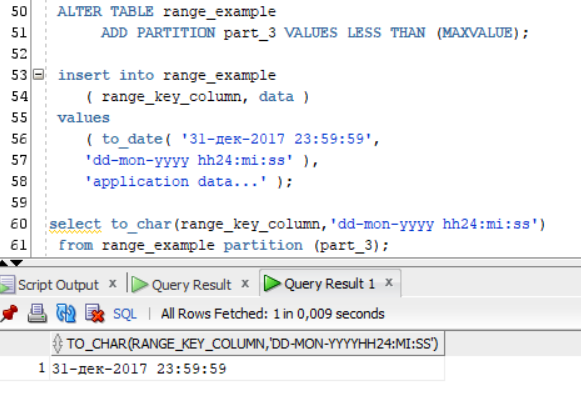 50 ALTER TABLE range_example
51 ADD PARTITION part_3 VALUES LESS THAN (MAXVALUE);
52
53 insert into range_example
54 ( range_key_column, data )
55 values
56 ( to_date( '31-дек-2017 23:59:59',
57 'dd-mon-yyyy hh24:mi:ss' ),
58 'application data...' );
59
60 select to_char(range_key_column,'dd-mon-yyyy hh24:mi:ss')
61 from range_example partition (part_3);
Script Output x Query Result x Query Result 1 x
SQL | All Rows Fetched: 1 in 0,009 seconds
TO_CHAR(RANGE_KEY_COLUMN,'DD-MON-YYYYHH24:MI:SS')
1 31-дек-2017 23:59:59